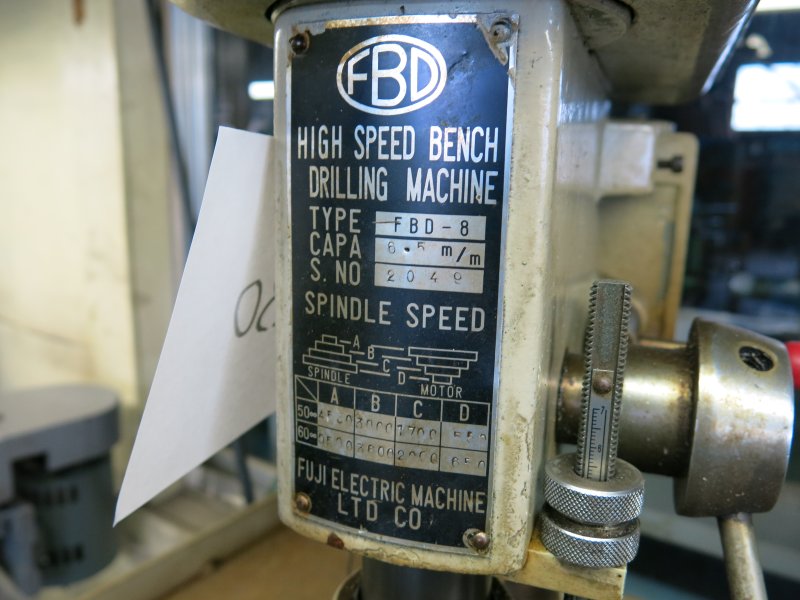 FBD
HIGH SPEED BENCH
DRILLING MACHINE
TYPE FBD-8
CAPA 6.5 m/m
S.NO 2049
SPINDLE SPEED
A
B
C
D
SPINDLE MOTOR
A B C D
50∞ 3000 1700 550
60∞ 3600 2000 650
FUJI ELECTRIC MACHINE
LTD CO